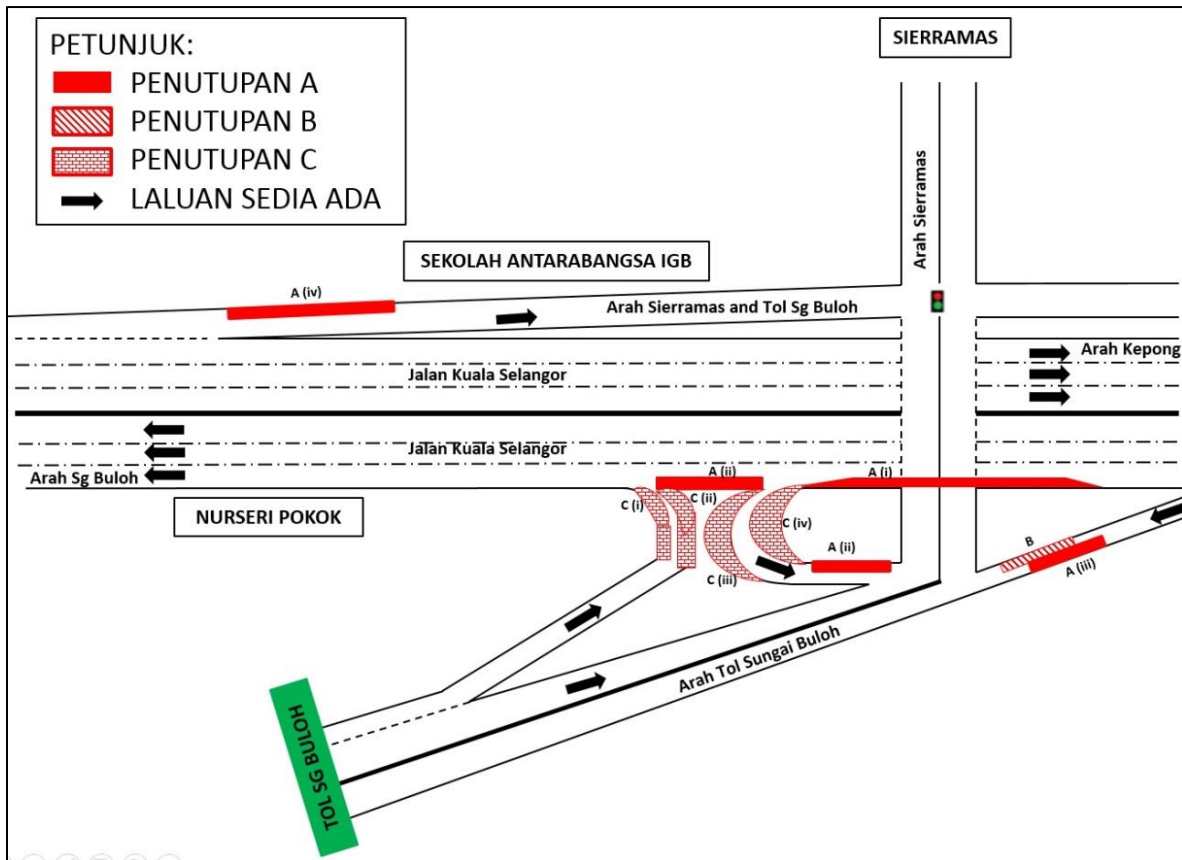 PETUNJUK:
PENUTUPAN A
PENUTUPAN B
PENUTUPAN C
LALUAN SEDIA ADA
SIERRAMAS
Arah Sierramas
SEKOLAH ANTARABANGSA IGB
A (iv)
Arah Sierramas and Tol Sg Buloh
Arah Kepong
Jalan Kuala Selangor
Jalan Kuala Selangor
Arah Sg Buloh
A (ii)
A (i)
NURSERI POKOK
C (i)
C (ii)
C (iv)
A (ii)
C (iii)
B
A (iii)
Arah Tol Sungai Buloh
TOL SG BULOH